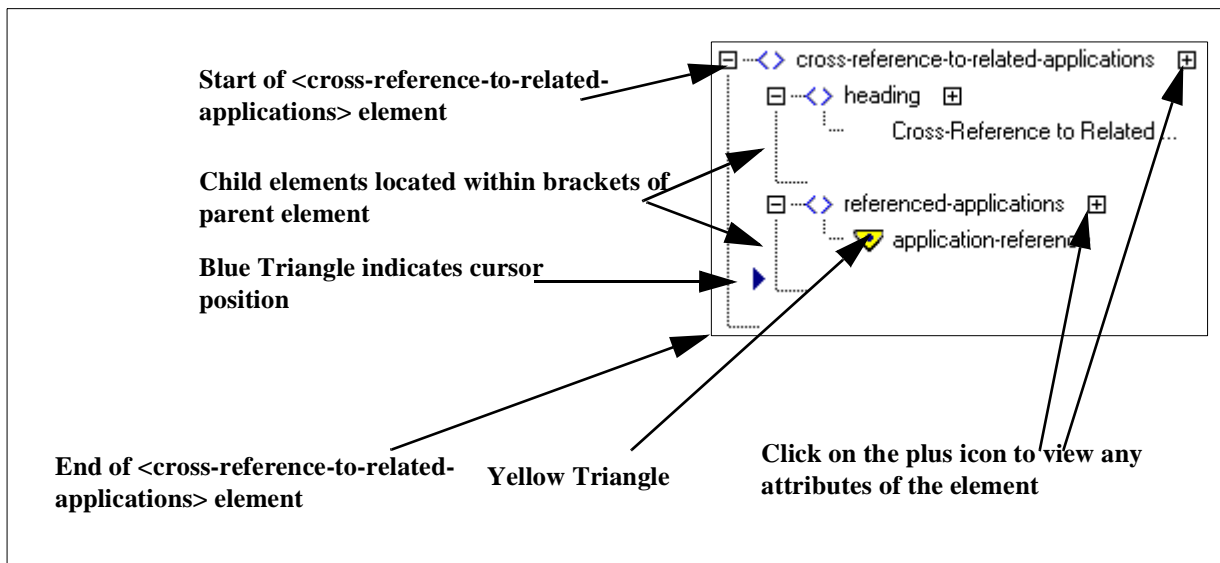 Start of <cross-reference-to-related-
applications> element
Child elements located within brackets of
parent element
Blue Triangle indicates cursor
position
End of <cross-reference-to-related-
applications> element
cross-reference-to-related-applications
heading
Cross-Reference to Related ...
referenced-applications
application-referenc
Yellow Triangle
Click on the plus icon to view any
attributes of the element